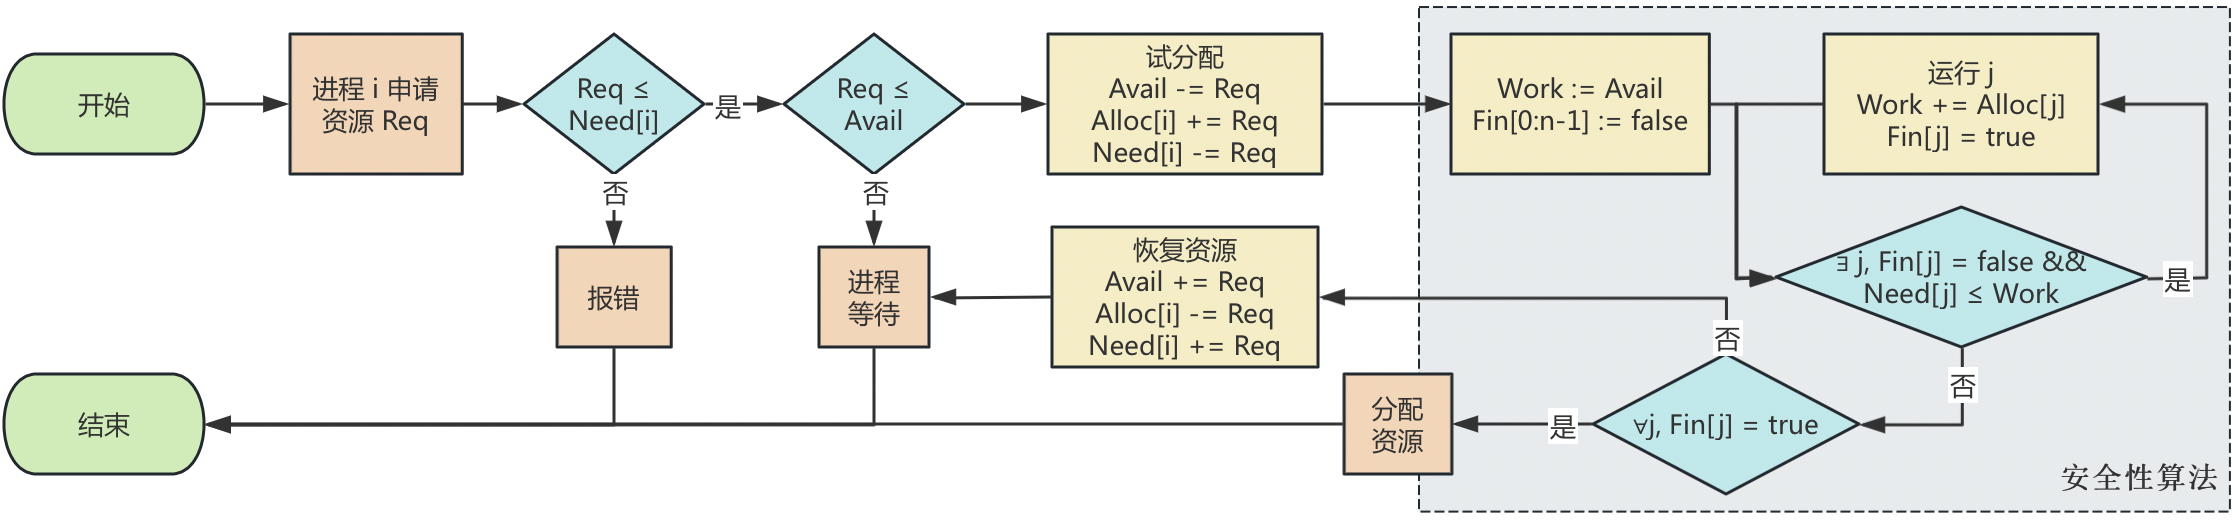 开始
进程 i 申请
资源 Req
Req ≤
Need[i]
是
否
报错
Req ≤
Avail
否
进程
等待
试分配
Avail -= Req
Alloc[i] += Req
Need[i] -= Req
Work := Avail
Fin[0:n-1] := false
运行 j
Work += Alloc[j]
Fin[j] = true
∃ j, Fin[j] = false &&
Need[j] ≤ Work
是
否
∀j, Fin[j] = true
否
恢复资源
Avail += Req
Alloc[i] -= Req
Need[i] += Req
是
分配
资源
结束
安全性算法